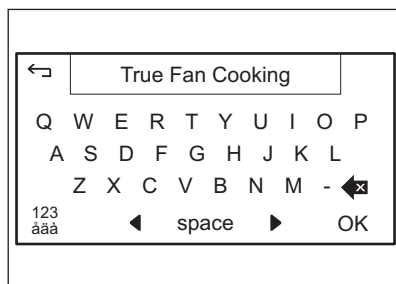 True Fan Cooking
Q W E R T Y U I O P
A S D F G H J K L
Z X C V B N M -
123
åäà
space OK